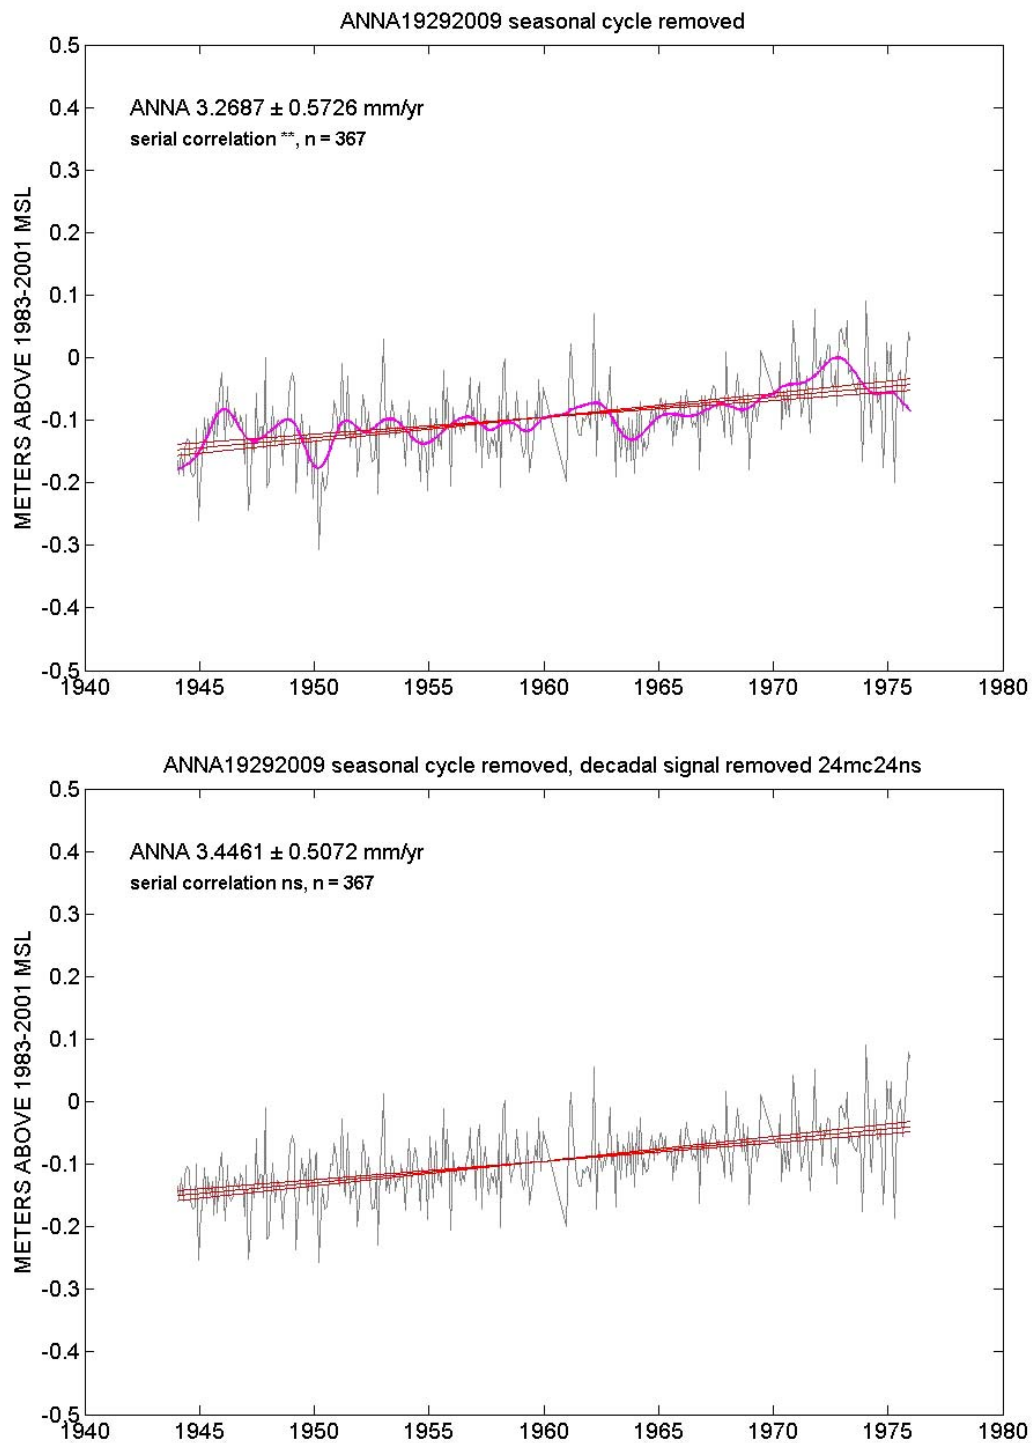 ANNA19292009 seasonal cycle removed
0.5
ANNA 3.2687 ± 0.5726 mm/yr
0.4
serial correlation **, n = 367
0.3
0.2
0.1
0
-0.1
-0.2
-0.3
-0.4
-0.5
METERS ABOVE 1983-2001 MSL
1940 1945 1950 1955 1960 1965 1970 1975 1980
ANNA19292009 seasonal cycle removed, decadal signal removed 24mc24ns
0.5
ANNA 3.4461 ± 0.5072 mm/yr
0.4
serial correlation ns, n = 367
0.3
0.2
0.1
0
-0.1
-0.2
-0.3
-0.4
-0.5
METERS ABOVE 1983-2001 MSL
1940 1945 1950 1955 1960 1965 1970 1975 1980